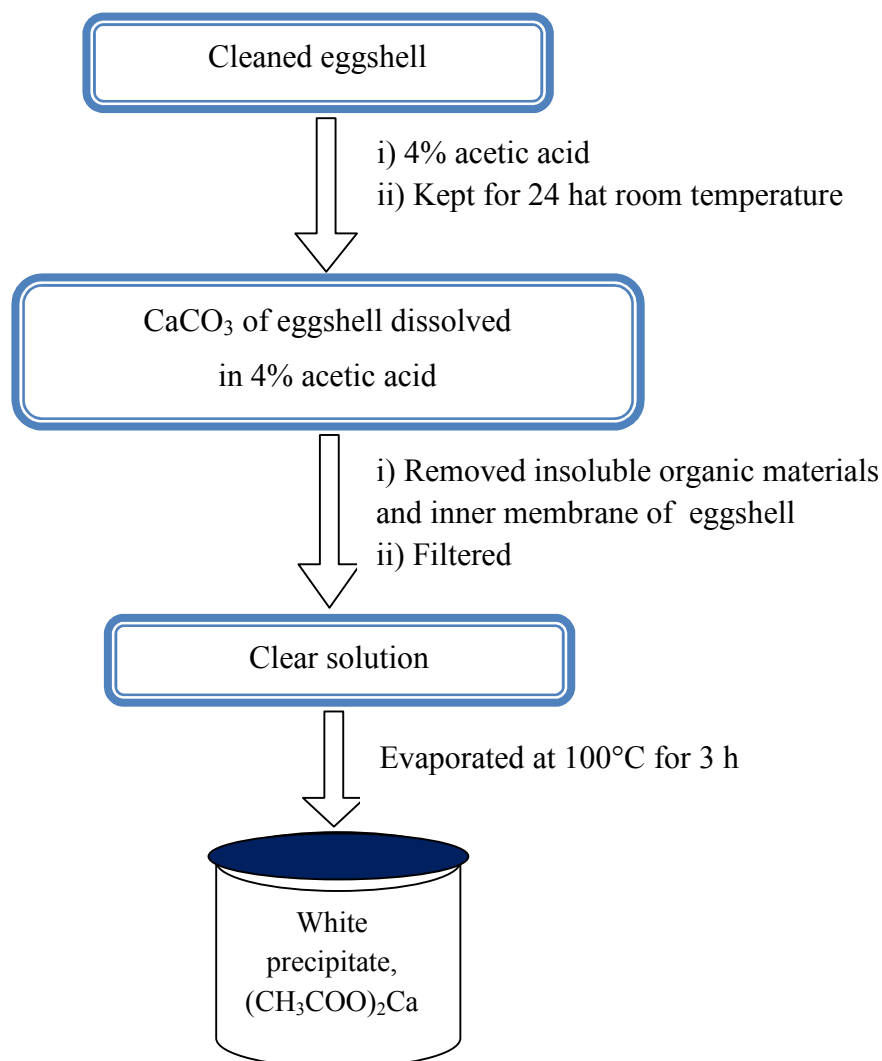 Cleaned eggshell
i) 4% acetic acid
ii) Kept for 24 hat room temperature
CaCO₃ of eggshell dissolved
in 4% acetic acid
i) Removed insoluble organic materials
and inner membrane of eggshell
ii) Filtered
Clear solution
Evaporated at 100°C for 3 h
White
precipitate,
(CH₃COO)₂Ca